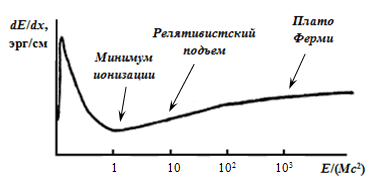 dE/dx,
эрг/см
Минимум
ионизации
Релятивистский
подъем
Плато
Ферми
1 10 10² 10³ E/(Mc²)